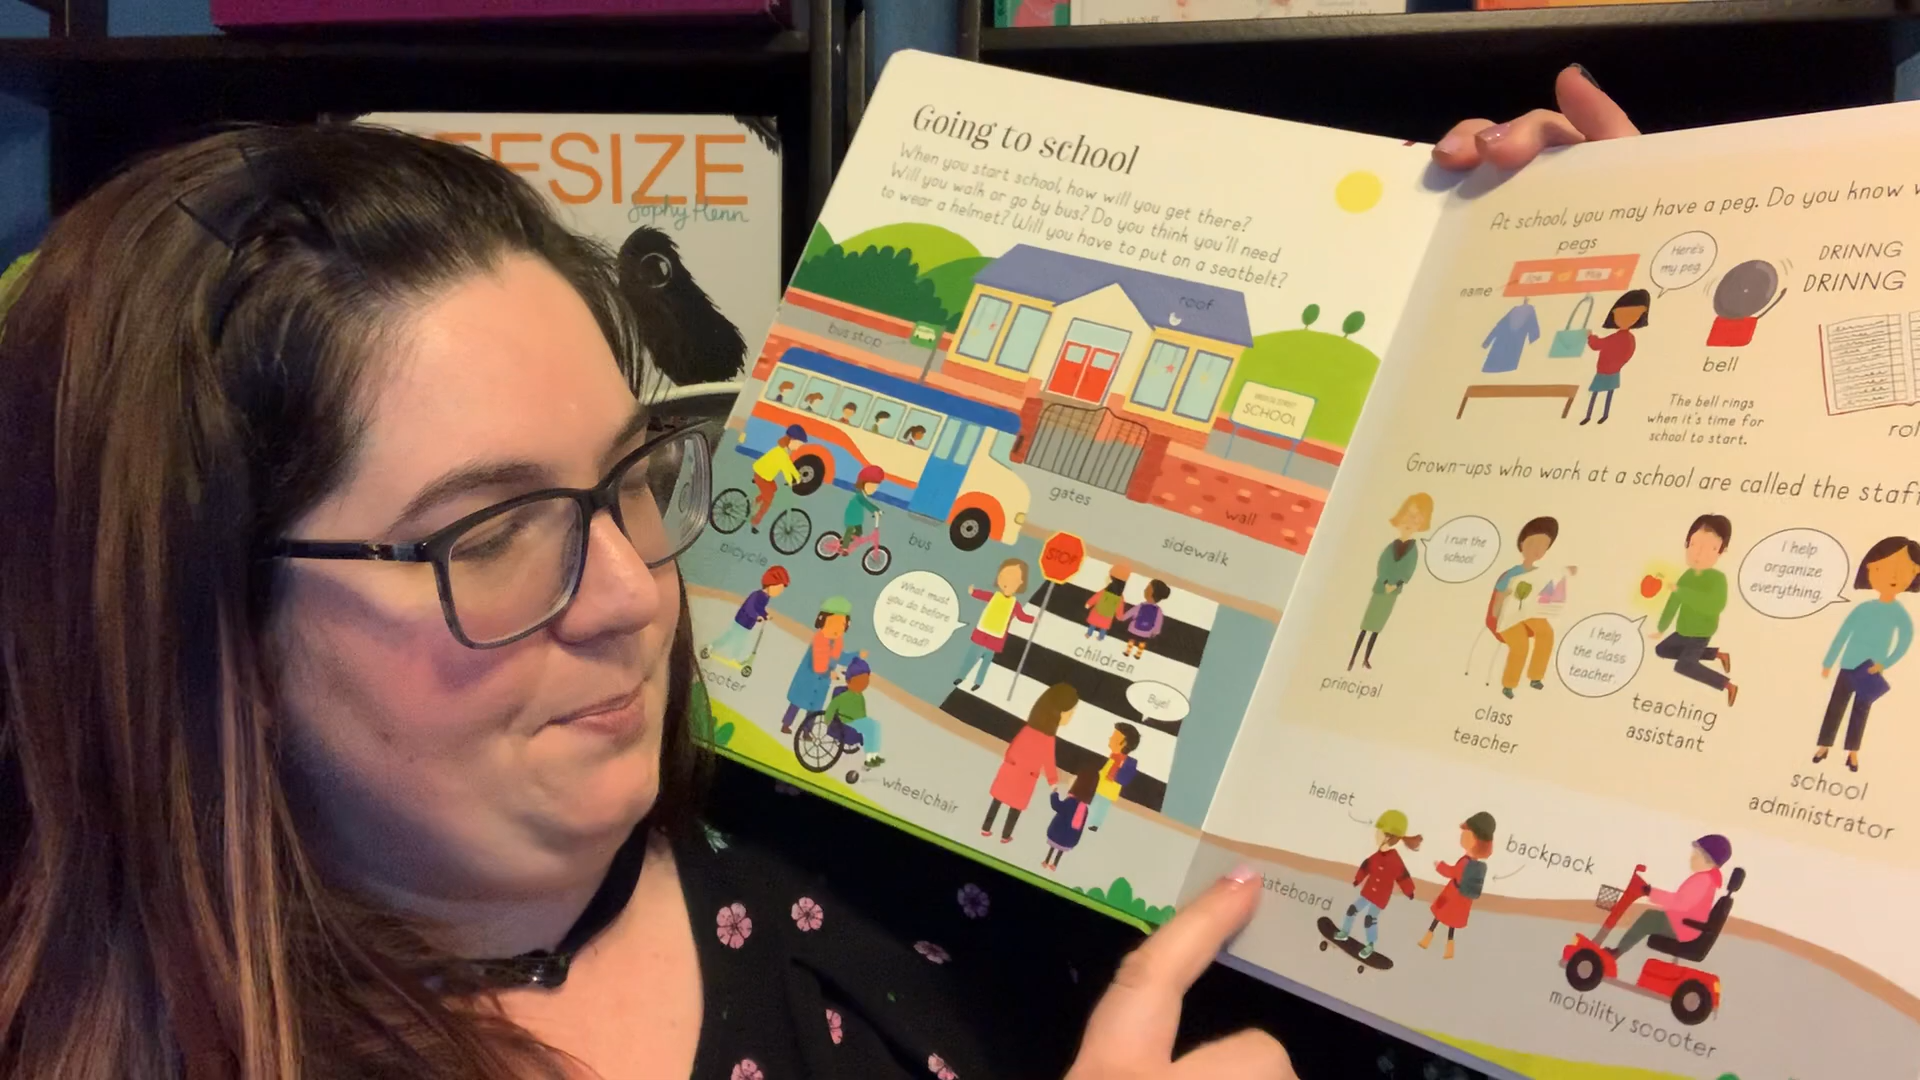 EFSIZE
Sophy Henn
Going to school
When you start school, how will you get there?
Will you walk or go by bus? Do you think you'll need
to wear a helmet? Will you have to put on a seatbelt?
roof
bus stop
SCHOOL
gates
wall
sidewalk
bus
bicycle
STOP
What must
you do before
you cross
the road?
children
Bye!
cooter
wheelchair
At school, you may have a peg. Do you know
pegs
name
Here's
my peg
DRINNG
DRINNG
bell
The bell rings
when it's time for
school to start.
rol
Grown-ups who work at a school are called the staf
I run the
school
principal
class
teacher
I help
the class
teacher.
teaching
assistant
I help
organize
everything.
school
administrator
helmet
kateboard
backpack
mobility scooter